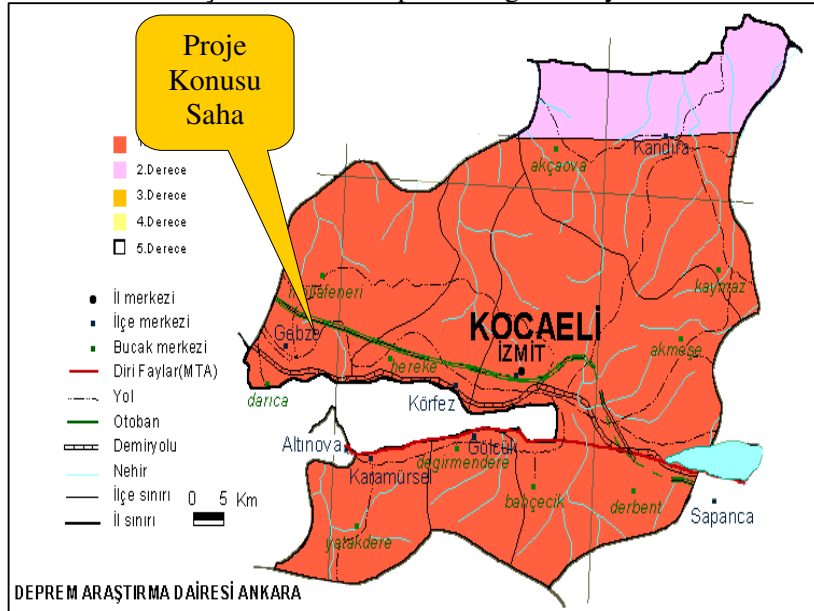 Proje
Konusu
Saha
2.Derece
3.Derece
4.Derece
5.Derece
İl merkezi
İlçe merkezi
Bucak merkezi
Diri Faylar(MTA)
Yol
Otoban
Demiryolu
Nehir
İlçe sınırı
İl sınırı
0 5 Km
Kandıra
akçaova
kaymaz
Gebze
KOCAELİ
İZMİT
akmeşe
hereke
darıca
Körfez
Altınova
Gölcük
değirmendere
Karamürsel
bahçecik
derbent
Sapanca
yalakdere
DEPREM ARAŞTIRMA DAİRESİ ANKARA